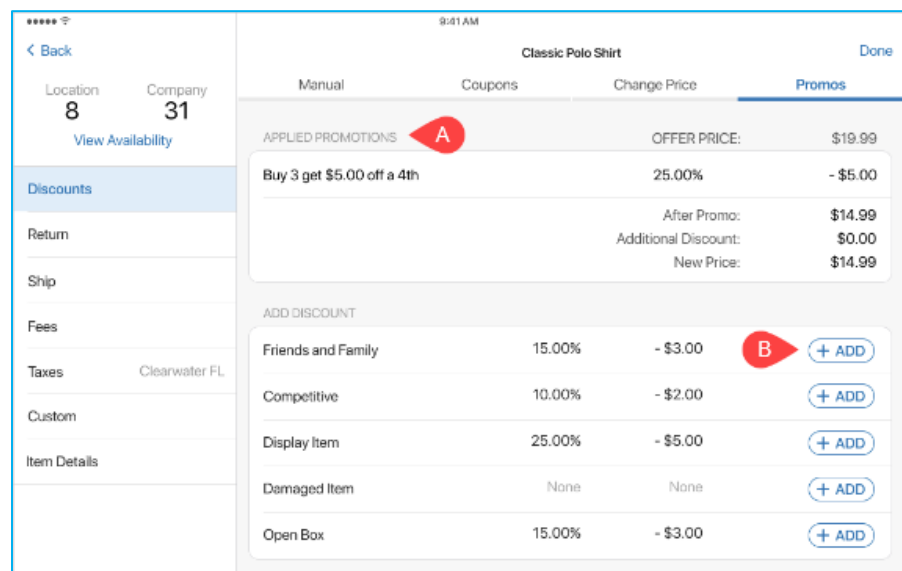 9:41 AM
Back
Classic Polo Shirt
Done
Location Company
8 31
View Availability
Manual Coupons Change Price Promos
APPLIED PROMOTIONS A OFFER PRICE: $19.99
Buy 3 get $5.00 off a 4th 25.00% - $5.00
After Promo: $14.99
Additional Discount: $0.00
New Price: $14.99
Discounts
Return
Ship
Fees
Taxes Clearwater FL
Custom
Item Details
ADD DISCOUNT
Friends and Family 15.00% - $3.00 B + ADD
Competitive 10.00% - $2.00 + ADD
Display Item 25.00% - $5.00 + ADD
Damaged Item None None + ADD
Open Box 15.00% - $3.00 + ADD